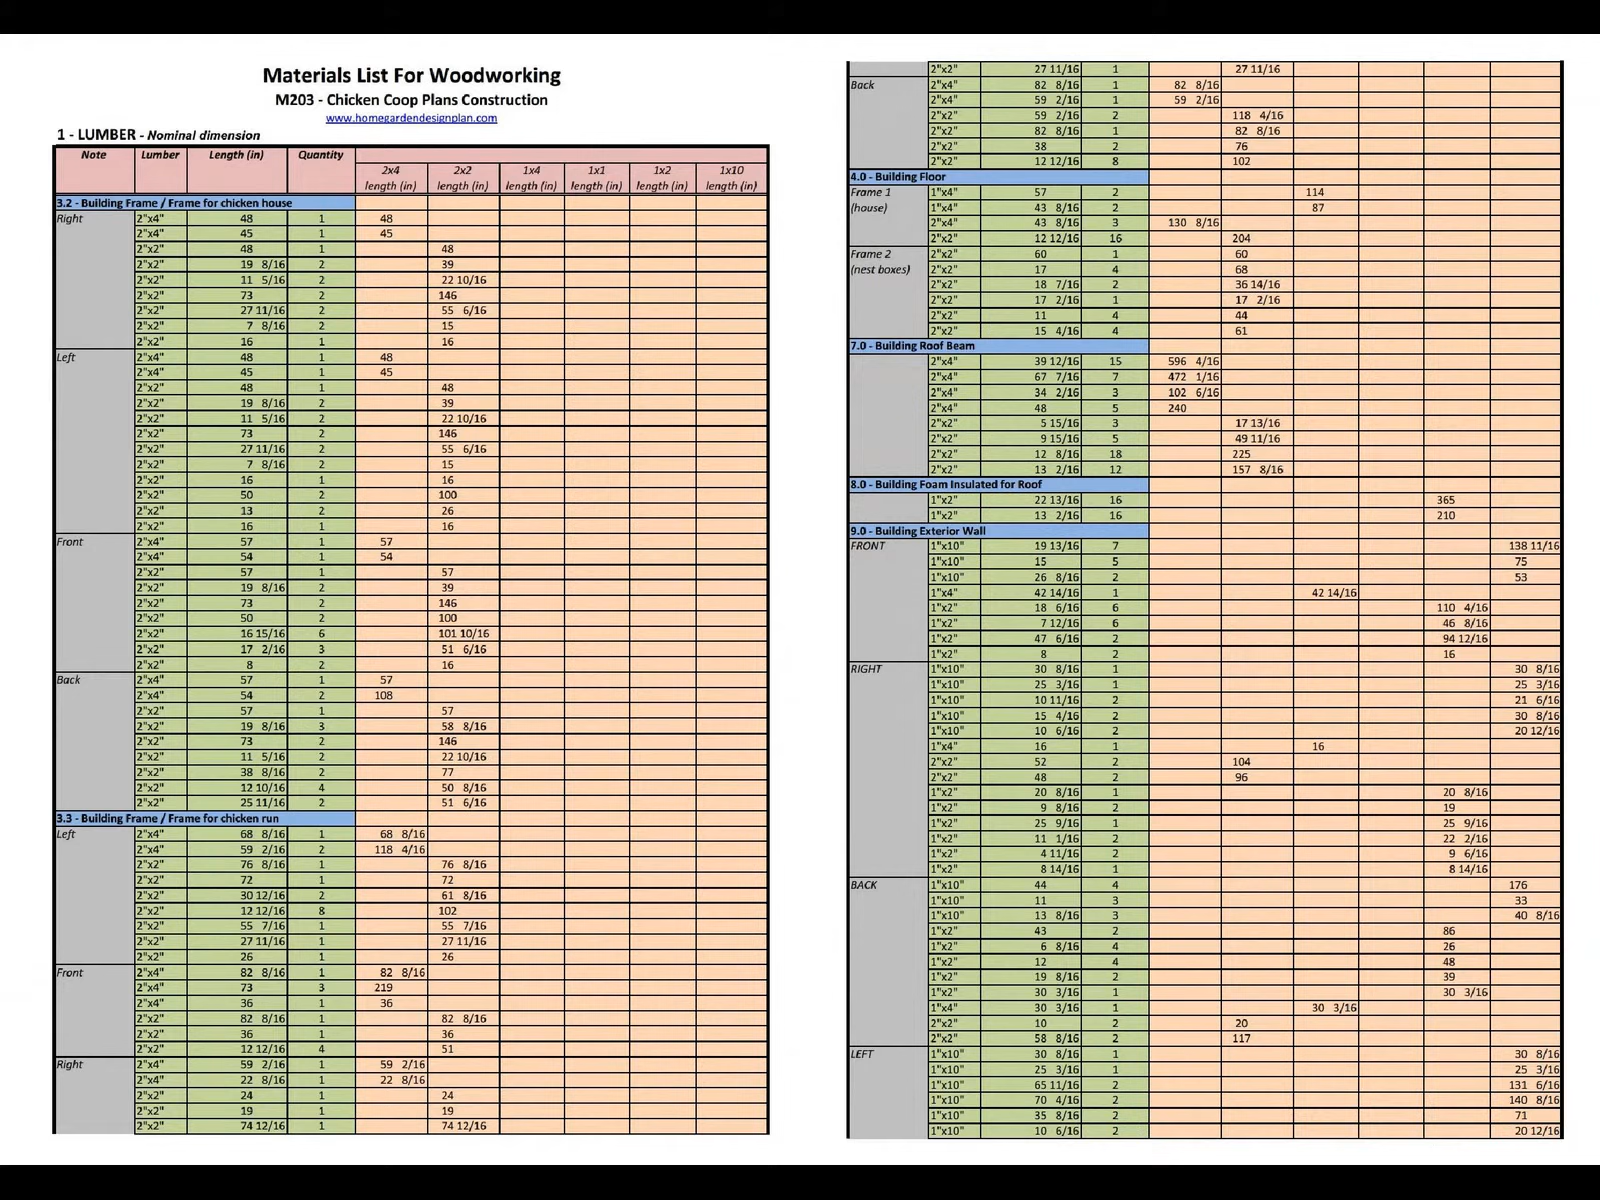 Materials List For Woodworking
M203 - Chicken Coop Plans Construction
www.homegardendesignplan.com
1 - LUMBER - Nominal dimension
Note Lumber Length (in) Quantity
2x4 2x2 1x4 1x1 1x2 1x10
length (in) length (in) length (in) length (in) length (in) length (in)
3.2 - Building Frame / Frame for chicken house
Right 2"x4" 48 1 48
2"x4" 45 1 45
2"x2" 48 1 48
2"x2" 19 8/16 2 39
2"x2" 11 5/16 2 22 10/16
2"x2" 73 2 146
2"x2" 27 11/16 2 55 6/16
2"x2" 7 8/16 2 15
2"x2" 16 1 16
Left 2"x4" 48 1 48
2"x4" 45 1 45
2"x2" 48 1 48
2"x2" 19 8/16 2 39
2"x2" 11 5/16 2 22 10/16
2"x2" 73 2 146
2"x2" 27 11/16 2 55 6/16
2"x2" 7 8/16 2 15
2"x2" 16 1 16
2"x2" 50 2 100
2"x2" 13 2 26
2"x2" 16 1 16
Front 2"x4" 57 1 57
2"x4" 54 1 54
2"x2" 57 1 57
2"x2" 19 8/16 2 39
2"x2" 73 2 146
2"x2" 50 2 100
2"x2" 16 15/16 6 101 10/16
2"x2" 17 2/16 3 51 6/16
2"x2" 8 2 16
Back 2"x4" 57 1 57
2"x4" 54 2 108
2"x2" 57 1 57
2"x2" 19 8/16 3 58 8/16
2"x2" 73 2 146
2"x2" 11 5/16 2 22 10/16
2"x2" 38 8/16 2 77
2"x2" 12 10/16 4 50 8/16
2"x2" 25 11/16 2 51 6/16
3.3 - Building Frame / Frame for chicken run
Left 2"x4" 68 8/16 1 68 8/16
2"x4" 59 2/16 2 118 4/16
2"x2" 76 8/16 1 76 8/16
2"x2" 72 1 72
2"x2" 30 12/16 2 61 8/16
2"x2" 12 12/16 8 102
2"x2" 55 7/16 1 55 7/16
2"x2" 27 11/16 1 27 11/16
2"x2" 26 1 26
Front 2"x4" 82 8/16 1 82 8/16
2"x4" 73 3 219
2"x4" 36 1 36
2"x2" 82 8/16 1 82 8/16
2"x2" 36 1 36
2"x2" 12 12/16 4 51
Right 2"x4" 59 2/16 1 59 2/16
2"x4" 22 8/16 1 22 8/16
2"x2" 24 1 24
2"x2" 19 1 19
2"x2" 74 12/16 1 74 12/16
2"x2" 27 11/16 1 27 11/16
Back 2"x4" 82 8/16 1 82 8/16
2"x4" 59 2/16 1 59 2/16
2"x2" 59 2/16 2 118 4/16
2"x2" 82 8/16 1 82 8/16
2"x2" 38 2 76
2"x2" 12 12/16 8 102
4.0 - Building Floor
Frame 1 1"x4" 57 2 114
(house) 1"x4" 43 8/16 2 87
2"x4" 43 8/16 3 130 8/16
2"x2" 12 12/16 16 204
Frame 2 2"x2" 60 1 60
(nest boxes) 2"x2" 17 4 68
2"x2" 18 7/16 2 36 14/16
2"x2" 17 2/16 1 17 2/16
2"x2" 11 4 44
2"x2" 15 4/16 4 61
7.0 - Building Roof Beam
2"x4" 39 12/16 15 596 4/16
2"x4" 67 7/16 7 472 1/16
2"x4" 34 2/16 3 102 6/16
2"x4" 48 5 240
2"x2" 5 15/16 3 17 13/16
2"x2" 9 15/16 5 49 11/16
2"x2" 12 8/16 18 225
2"x2" 13 2/16 12 157 8/16
8.0 - Building Foam Insulated for Roof
1"x2" 22 13/16 16 365
1"x2" 13 2/16 16 210
9.0 - Building Exterior Wall
FRONT 1"x10" 19 13/16 7 138 11/16
1"x10" 15 5 75
1"x10" 26 8/16 2 53
1"x4" 42 14/16 1 42 14/16
1"x2" 18 6/16 6 110 4/16
1"x2" 7 12/16 6 46 8/16
1"x2" 47 6/16 2 94 12/16
1"x2" 8 2 16
RIGHT 1"x10" 30 8/16 1 30 8/16
1"x10" 25 3/16 1 25 3/16
1"x10" 10 11/16 2 21 6/16
1"x10" 15 4/16 2 30 8/16
1"x10" 10 6/16 2 20 12/16
1"x4" 16 1 16
2"x2" 52 2 104
2"x2" 48 2 96
1"x2" 20 8/16 1 20 8/16
1"x2" 9 8/16 2 19
1"x2" 25 9/16 1 25 9/16
1"x2" 11 1/16 2 22 2/16
1"x2" 4 11/16 2 9 6/16
1"x2" 8 14/16 1 8 14/16
BACK 1"x10" 44 4 176
1"x10" 11 3 33
1"x10" 13 8/16 3 40 8/16
1"x2" 43 2 86
1"x2" 6 8/16 4 26
1"x2" 12 4 48
1"x2" 19 8/16 2 39
1"x2" 30 3/16 1 30 3/16
1"x4" 30 3/16 1 30 3/16
2"x2" 10 2 20
2"x2" 58 8/16 2 117
LEFT 1"x10" 30 8/16 1 30 8/16
1"x10" 25 3/16 1 25 3/16
1"x10" 65 11/16 2 131 6/16
1"x10" 70 4/16 2 140 8/16
1"x10" 35 8/16 2 71
1"x10" 10 6/16 2 20 12/16